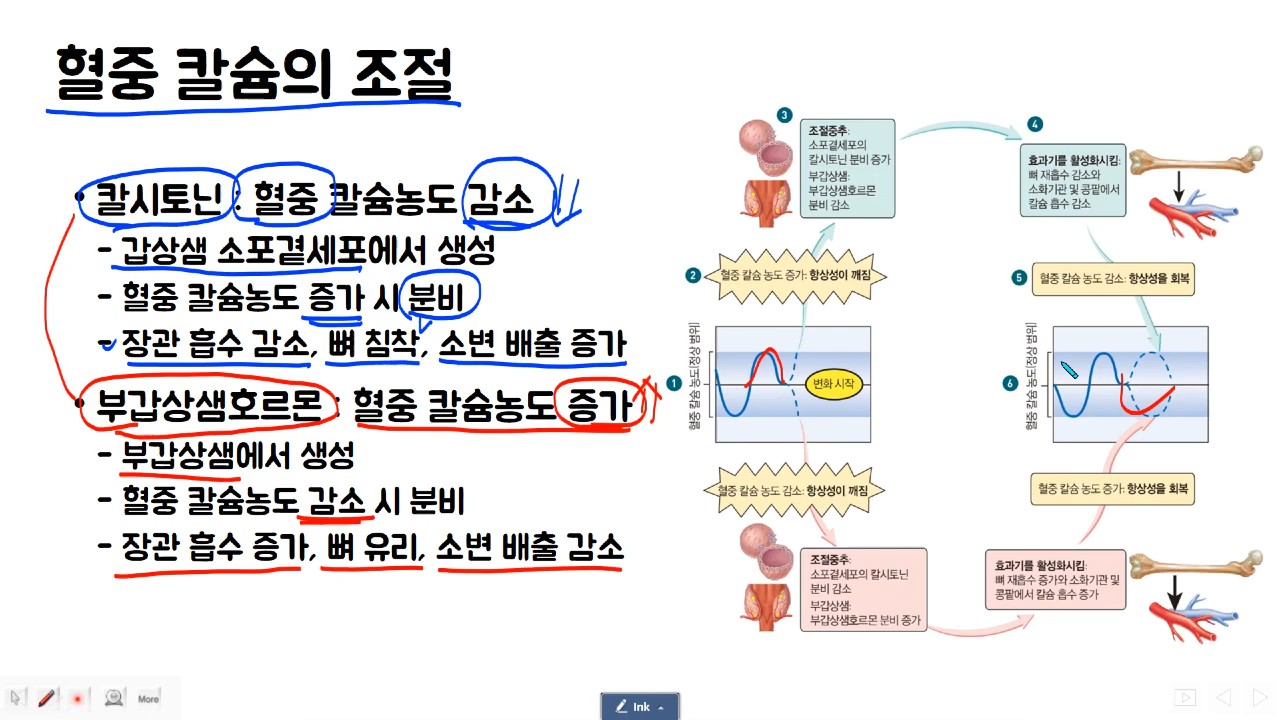 혈중 칼슘의 조절
• 칼시토닌 : 혈중 칼슘농도 감소
- 갑상샘 소포곁세포에서 생성
- 혈중 칼슘농도 증가 시 분비
- 장관 흡수 감소, 뼈 침착, 소변 배출 증가
• 부갑상샘호르몬 : 혈중 칼슘농도 증가
- 부갑상샘에서 생성
- 혈중 칼슘농도 감소 시 분비
- 장관 흡수 증가, 뼈 유리, 소변 배출 감소
3
조절중추:
소포곁세포의
칼시토닌 분비 증가
부갑상샘:
부갑상샘호르몬
분비 감소
4
효과기를 활성화시킴:
뼈 재흡수 감소와
소화기관 및 콩팥에서
칼슘 흡수 감소
2
혈중 칼슘 농도 증가: 항상성이 깨짐
5
혈중 칼슘 농도 감소: 항상성을 회복
1
혈중 칼슘 농도(정상 범위)
변화 시작
6
혈중 칼슘 농도(정상 범위)
혈중 칼슘 농도 감소: 항상성이 깨짐
혈중 칼슘 농도 증가: 항상성을 회복
조절중추:
소포곁세포의 칼시토닌
분비 감소
부갑상샘:
부갑상샘호르몬 분비 증가
효과기를 활성화시킴:
뼈 재흡수 증가와 소화기관 및
콩팥에서 칼슘 흡수 증가
More
Ink